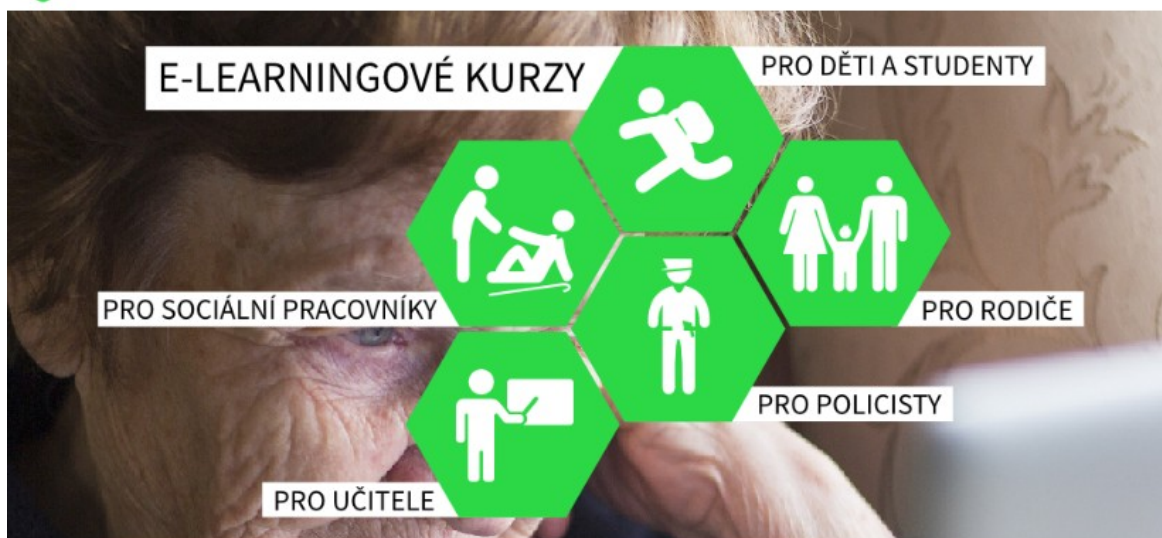 E-LEARNINGOVÉ KURZY
PRO DĚTI A STUDENTY
PRO SOCIÁLNÍ PRACOVNÍKY
PRO RODIČE
PRO POLICISTY
PRO UČITELE